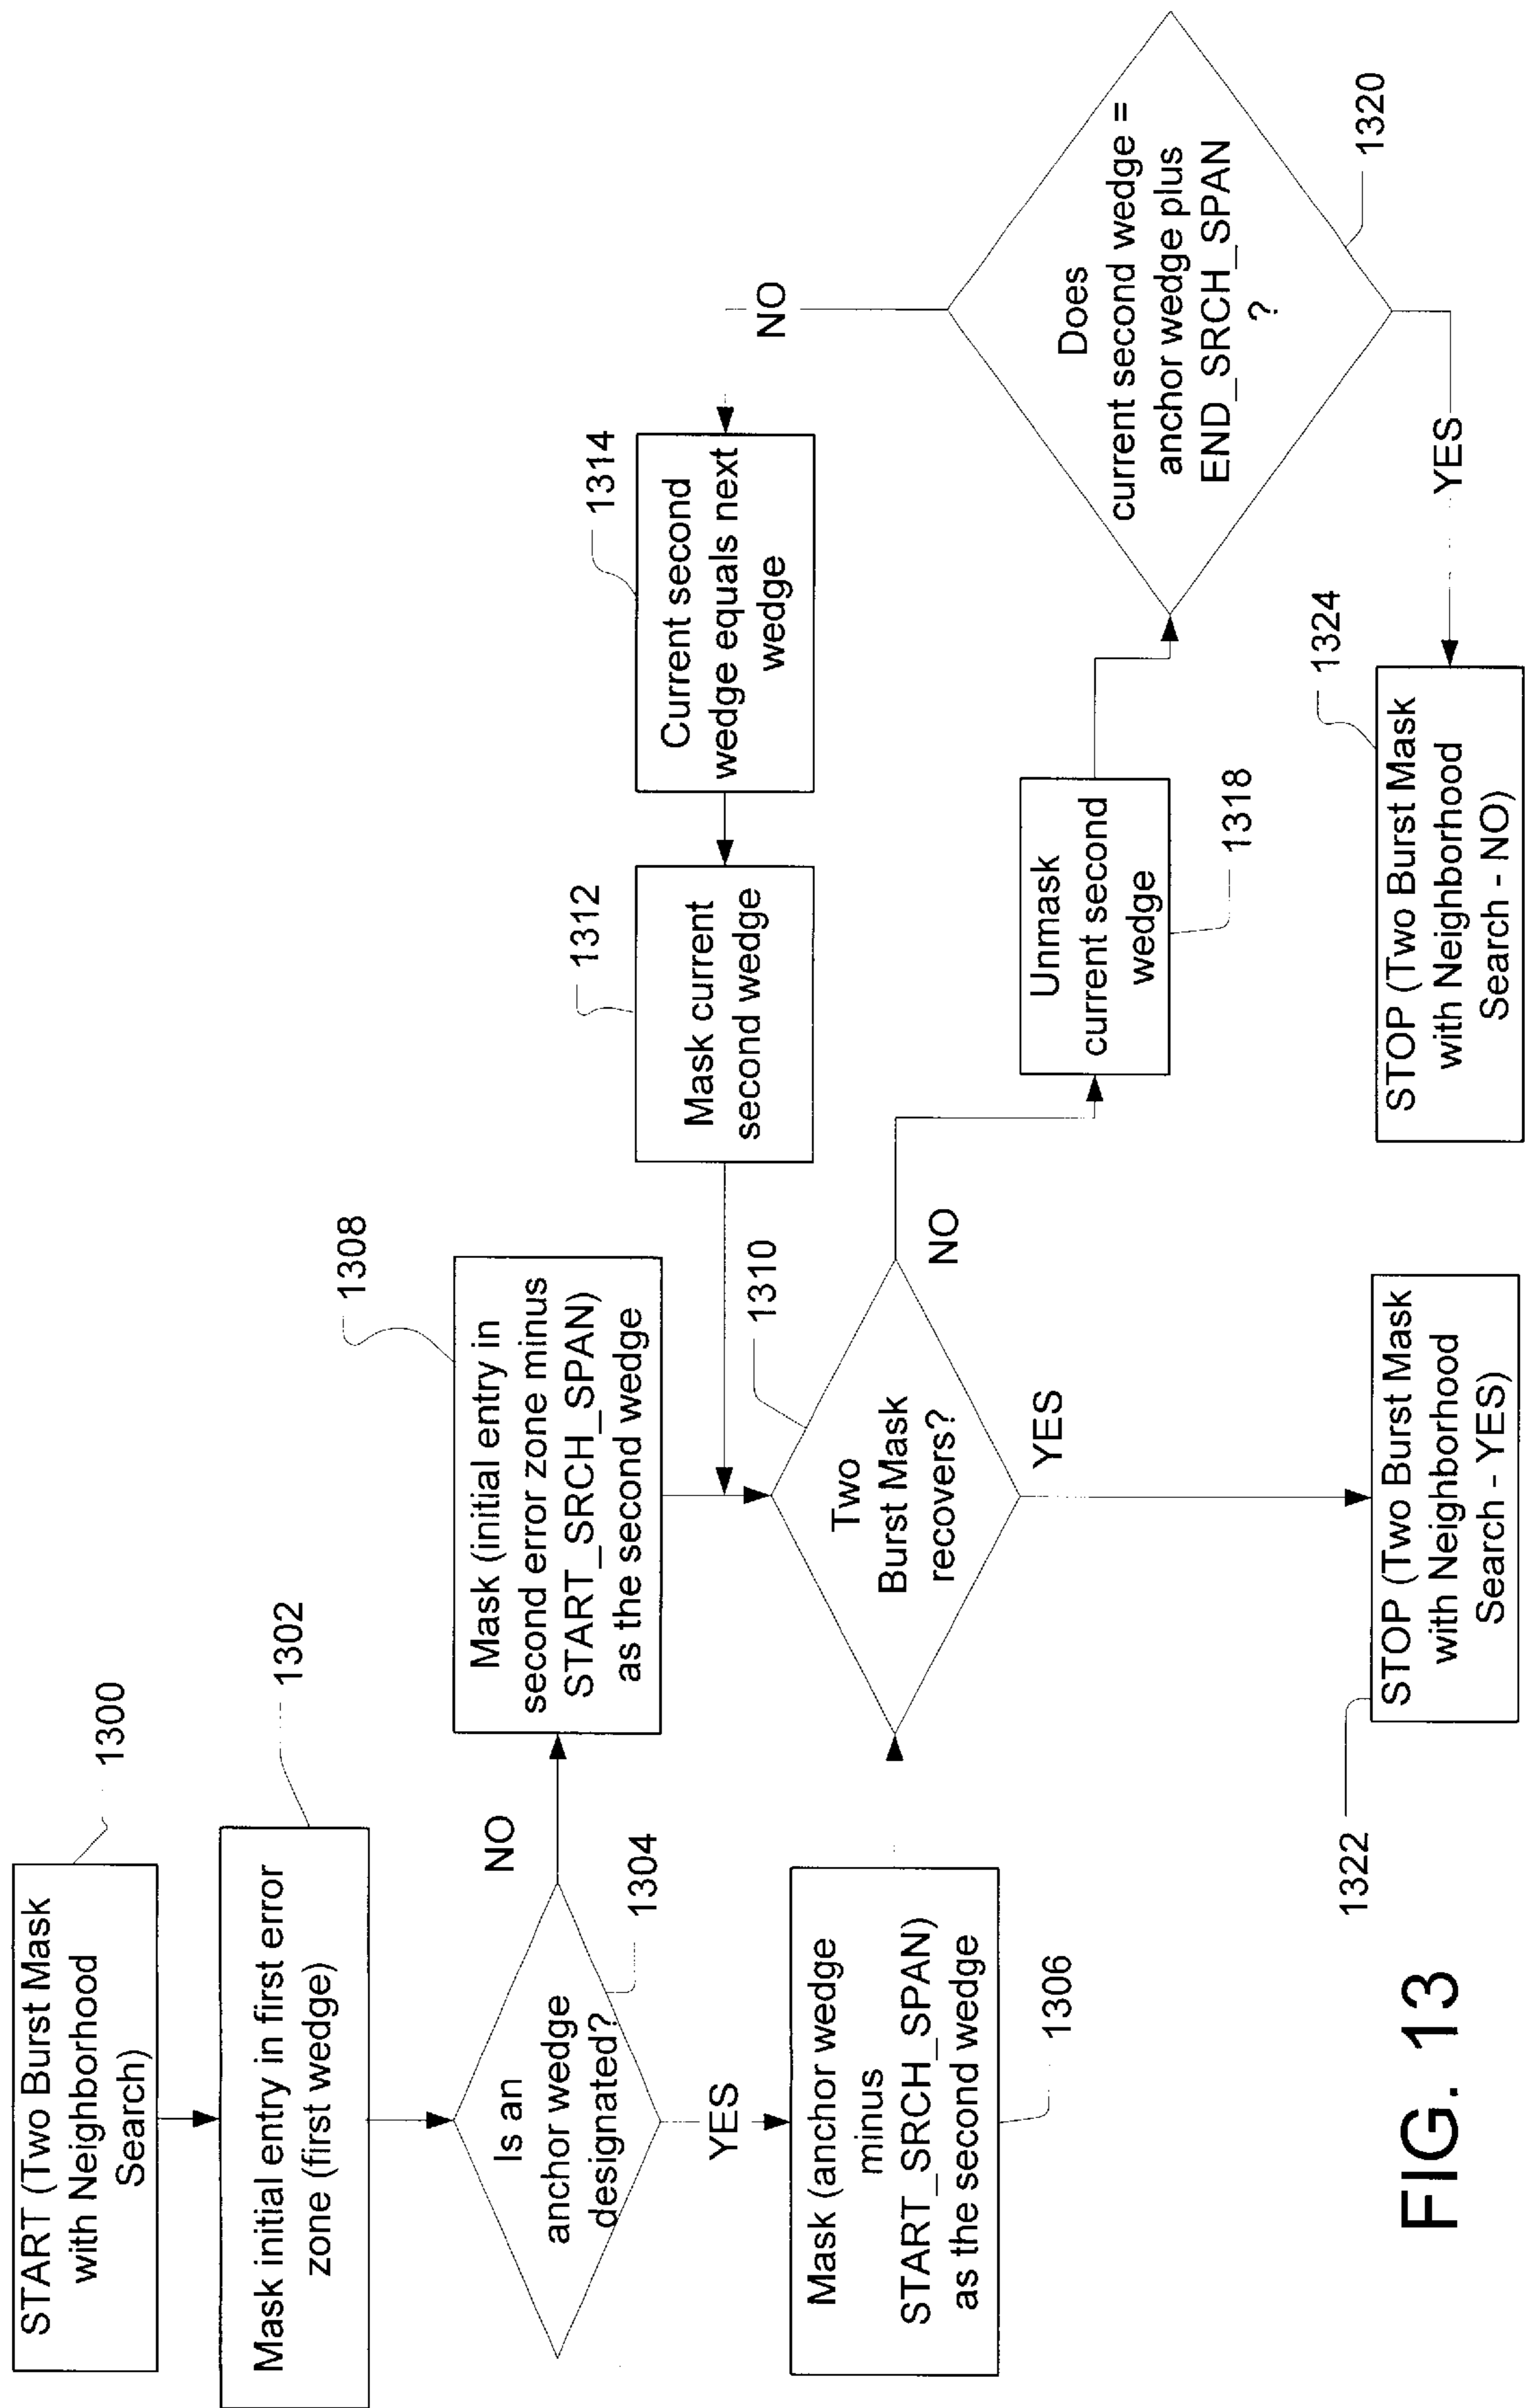 START (Two Burst Mask
with Neighborhood
Search)
1300
Mask initial entry in first error
zone (first wedge)
1302
Is an
anchor wedge
designated?
1304
NO
YES
Mask (anchor wedge
minus
START_SRCH_SPAN)
as the second wedge
1306
Mask (initial entry in
second error zone minus
START_SRCH_SPAN)
as the second wedge
1308
Two
Burst Mask
recovers?
1310
NO
YES
STOP (Two Burst Mask
with Neighborhood
Search - YES)
1322
Mask current
second wedge
1312
Current second
wedge equals next
wedge
1314
Unmask
current second
wedge
1318
Does
current second wedge =
anchor wedge plus
END_SRCH_SPAN
?
1320
NO
YES
STOP (Two Burst Mask
with Neighborhood
Search - NO)
1324
FIG. 13